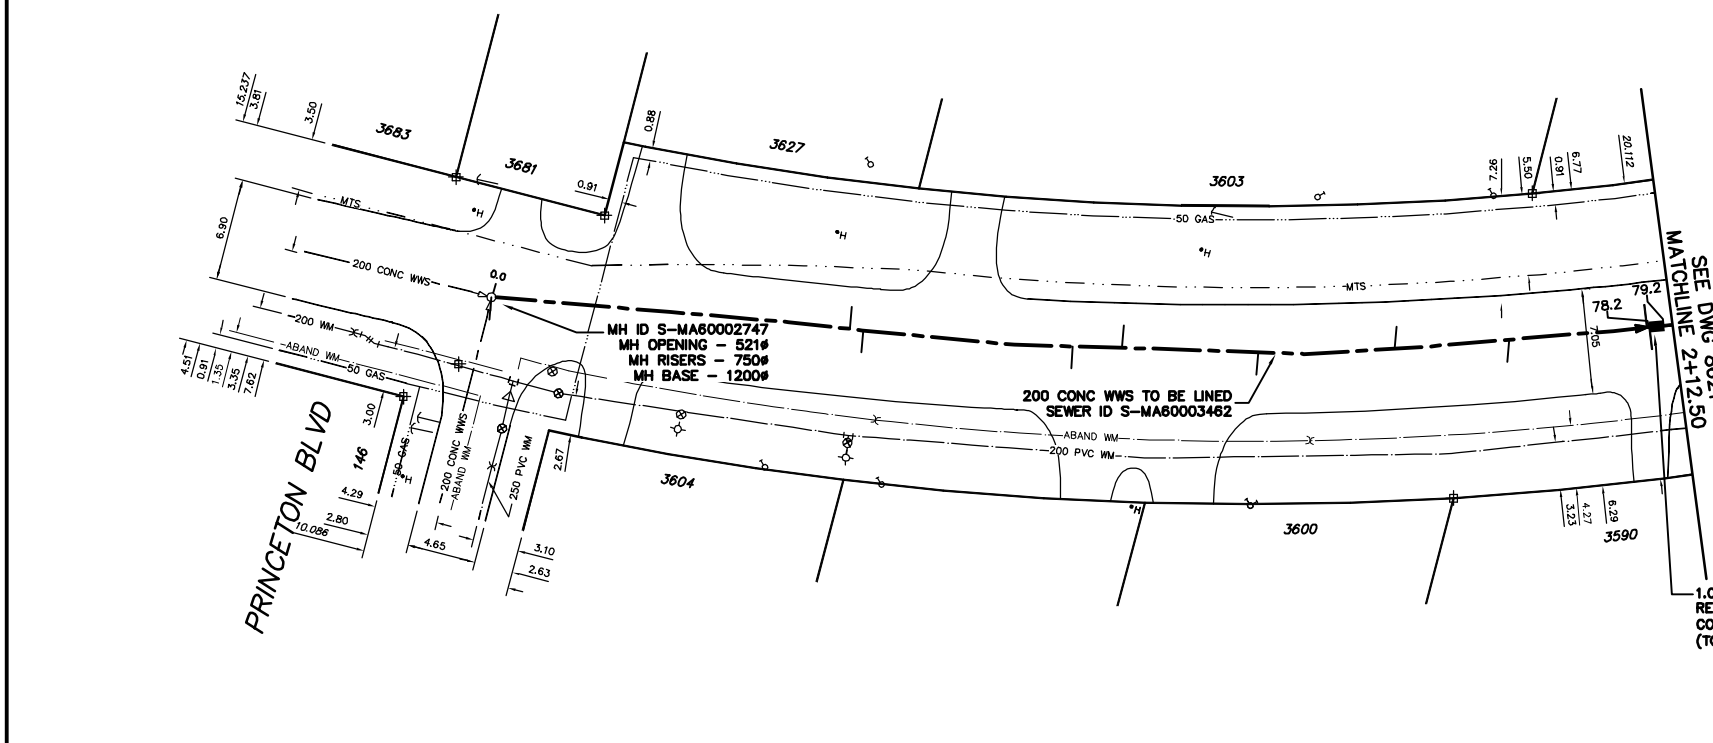 15.237
3.81
3.50
3683
3681
0.91
0.88
3627
3603
7.26
5.50
0.91
6.77
20.112
MTS
H
H
H
50 GAS
6.90
200 CONC WWS
0.0
MTS
SEE DWG
MATCHLINE 2+12.50
79.2
78.2
7.05
200 WM
MH ID S-MA60002747
MH OPENING - 521ø
MH RISERS - 750ø
MH BASE - 1200ø
ABAND WM
50 GAS
4.51
0.91
1.35
3.35
7.62
200 CONC WWS TO BE LINED
SEWER ID S-MA60003462
3.00
146
50 GAS
H
200 CONC WWS
ABAND WM
250 PVC WM
2.67
ABAND WM
200 PVC WM
3604
H
3600
3.23
4.27
6.29
3590
PRINCETON BLVD
4.29
2.80
10.086
4.65
3.10
2.63
1.0
RE
CO
(TO